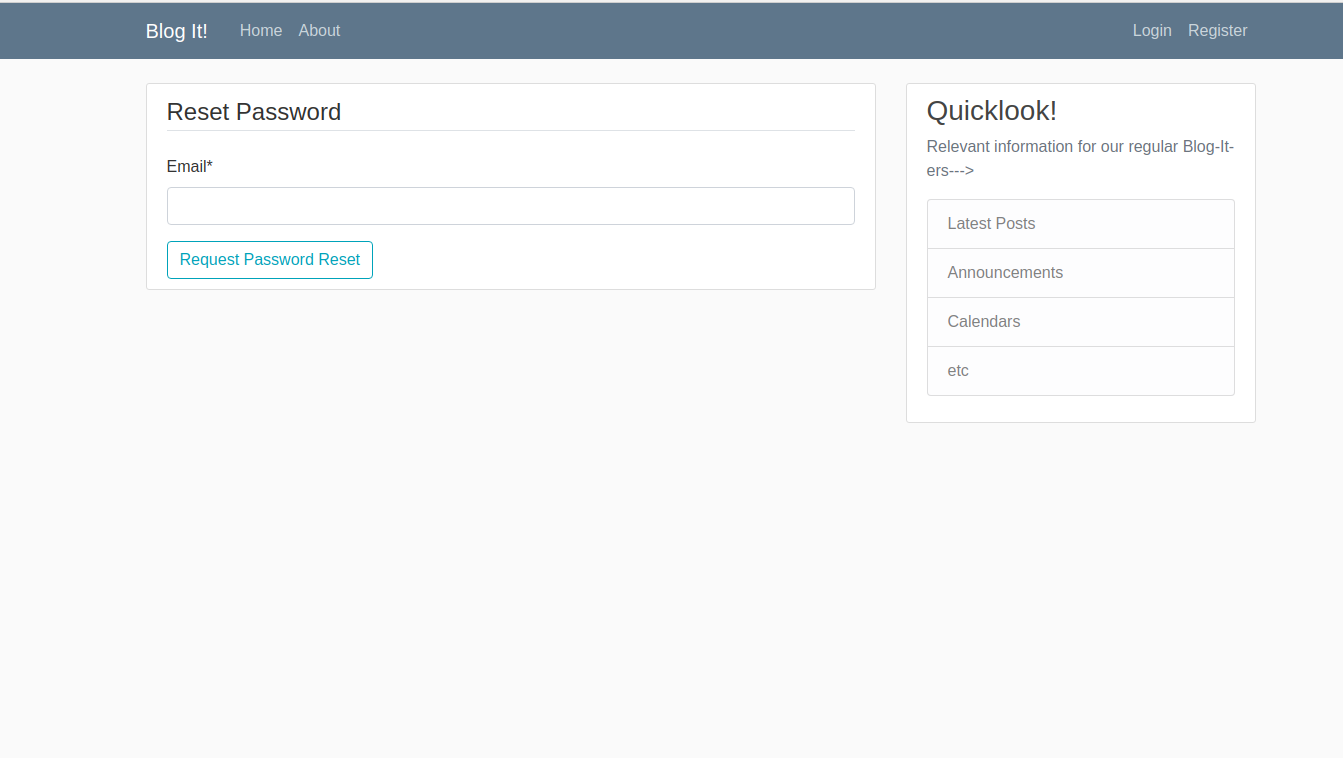 Blog It! Home About Login Register
Reset Password
Email*
Request Password Reset
Quicklook!
Relevant information for our regular Blog-It-
ers--->
Latest Posts
Announcements
Calendars
etc